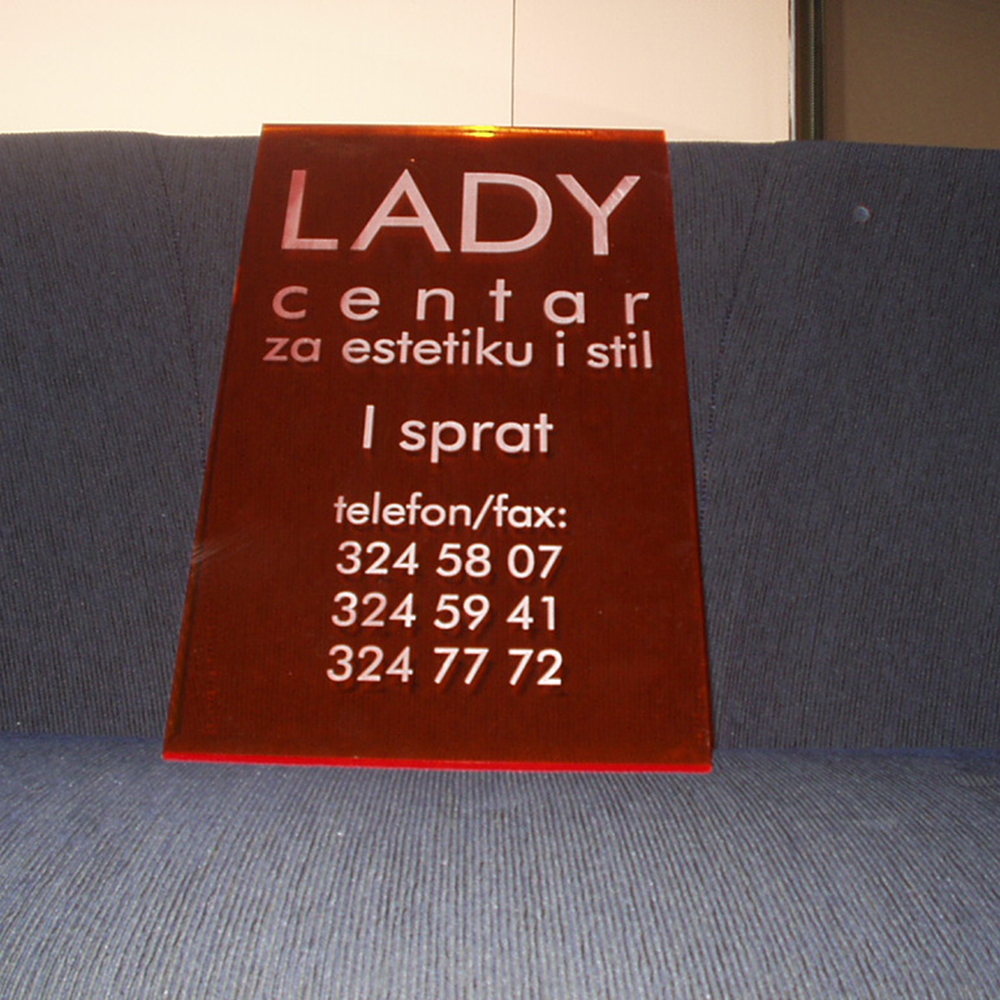 LADY
centar
za estetiku i stil
I sprat
telefon/fax:
324 58 07
324 59 41
324 77 72